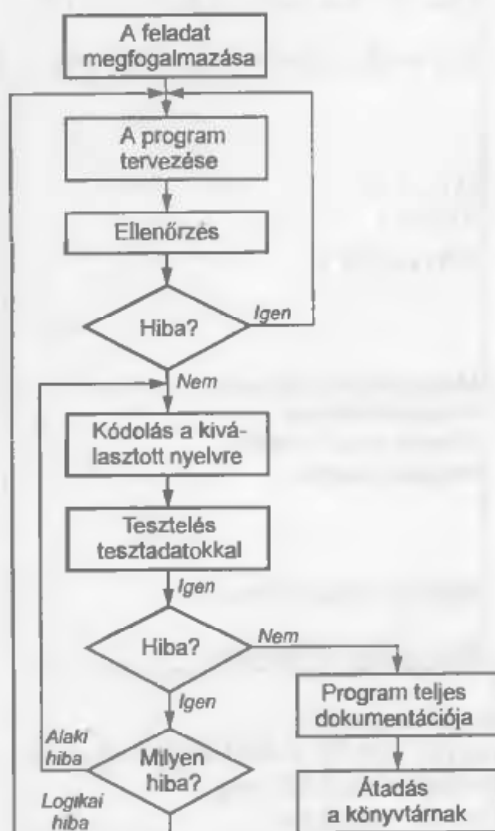 A feladat
megfogalmazása
A program
tervezése
Ellenőrzés
Hiba?
Igen
Nem
Kódolás a kivá-
lasztott nyelvre
Tesztelés
tesztadatokkal
Igen
Hiba?
Nem
Igen
Program teljes
dokumentációja
Alaki
hiba
Milyen
hiba?
Átadás
a könyvtárnak
Logikai
hiba